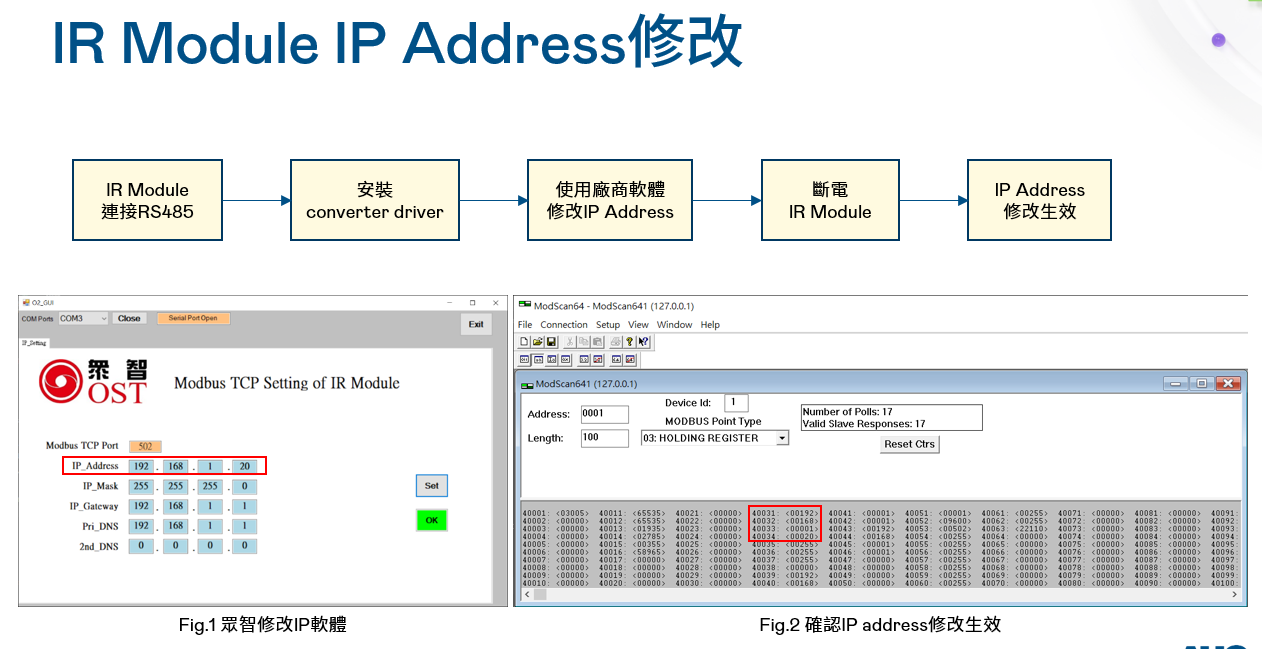 IR Module IP Address修改
IR Module
連接RS485
安裝
converter driver
使用廠商軟體
修改IP Address
斷電
IR Module
IP Address
修改生效
O2_GUI
COM Ports COM3 Close Serial Port Open
Exit
IP_Setting
眾智
OST
Modbus TCP Setting of IR Module
Modbus TCP Port 502
IP_Address 192 . 168 . 1 . 20
IP_Mask 255 . 255 . 255 . 0
IP_Gateway 192 . 168 . 1 . 1
Pri_DNS 192 . 168 . 1 . 1
2nd_DNS 0 . 0 . 0 . 0
Set
OK
Fig.1 眾智修改IP軟體
ModScan64 - ModScan641 (127.0.0.1)
File Connection Setup View Window Help
ModScan641 (127.0.0.1)
Address: 0001
Length: 100
Device Id: 1
MODBUS Point Type
03: HOLDING REGISTER
Number of Polls: 17
Valid Slave Responses: 17
Reset Ctrs
40001: <03005> 40011: <65535> 40021: <00000> 40031: <00192> 40041: <00001> 40051: <00001> 40061: <00255> 40071: <00000> 40081: <00000> 40091:
40002: <00000> 40012: <65535> 40022: <00000> 40032: <00168> 40042: <00001> 40052: <09600> 40062: <00255> 40072: <00000> 40082: <00000> 40092:
40003: <00000> 40013: <01935> 40023: <00000> 40033: <00001> 40043: <00192> 40053: <00502> 40063: <22110> 40073: <00000> 40083: <00000> 40093:
40004: <00000> 40014: <02785> 40024: <00000> 40034: <00020> 40044: <00168> 40054: <00255> 40064: <00000> 40074: <00000> 40084: <00000> 40094:
40005: <00000> 40015: <00355> 40025: <00000> 40035: <00255> 40045: <00001> 40055: <00255> 40065: <00000> 40075: <00000> 40085: <00000> 40095:
40006: <00000> 40016: <58965> 40026: <00000> 40036: <00255> 40046: <00001> 40056: <00255> 40066: <00000> 40076: <00000> 40086: <00000> 40096:
40007: <00000> 40017: <00000> 40027: <00000> 40037: <00255> 40047: <00000> 40057: <00255> 40067: <00000> 40077: <00000> 40087: <00000> 40097:
40008: <00000> 40018: <00000> 40028: <00000> 40038: <00000> 40048: <00000> 40058: <00255> 40068: <00000> 40078: <00000> 40088: <00000> 40098:
40009: <00000> 40019: <00000> 40029: <00000> 40039: <00192> 40049: <00000> 40059: <00255> 40069: <00000> 40079: <00000> 40089: <00000> 40099:
40010: <00000> 40020: <00000> 40030: <00000> 40040: <00168> 40050: <00000> 40060: <00255> 40070: <00000> 40080: <00000> 40090: <00000> 40100:
Fig.2 確認IP address修改生效